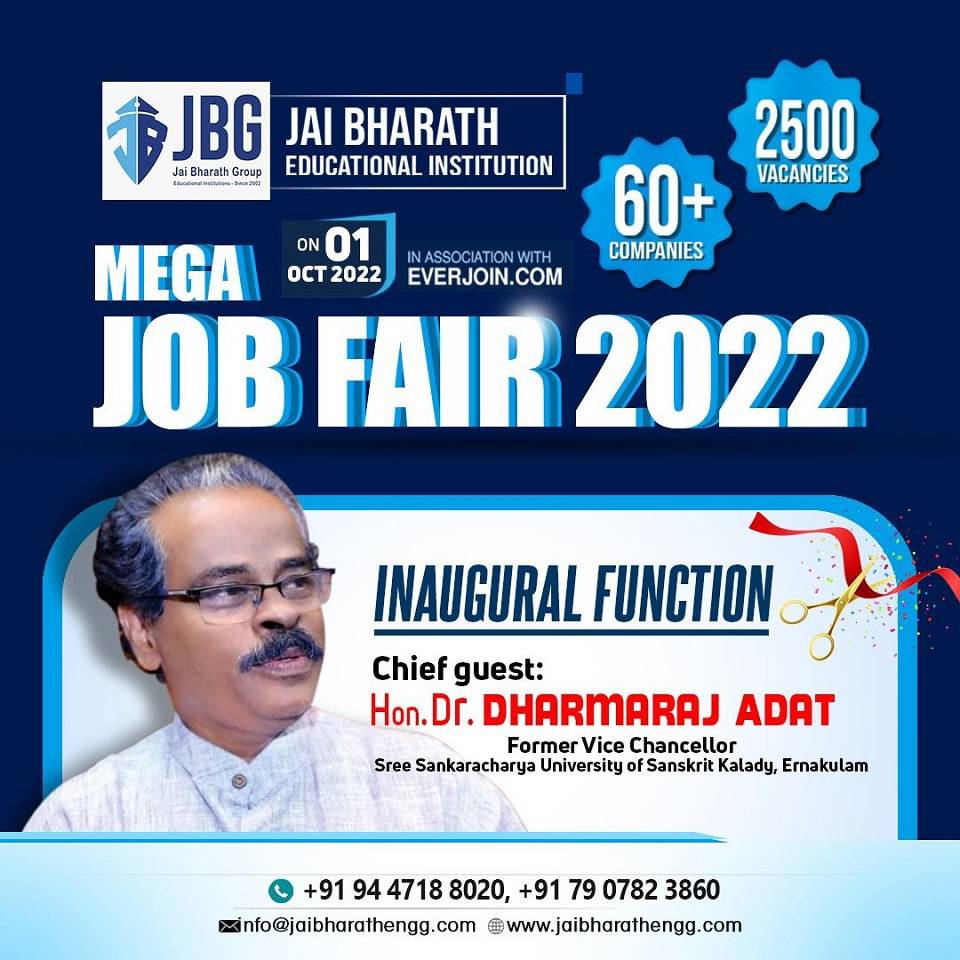 JBG
Jai Bharath Group
Educational Institutions - Since 2002
JAI BHARATH
EDUCATIONAL INSTITUTION
2500
VACANCIES
60+
COMPANIES
ON 01
OCT 2022
IN ASSOCIATION WITH
EVERJOIN.COM
MEGA
JOB FAIR 2022
INAUGURAL FUNCTION
Chief guest:
Hon. Dr. DHARMARAJ ADAT
Former Vice Chancellor
Sree Sankaracharya University of Sanskrit Kalady, Ernakulam
+91 94 4718 8020, +91 79 0782 3860
info@jaibharathengg.com www.jaibharathengg.com